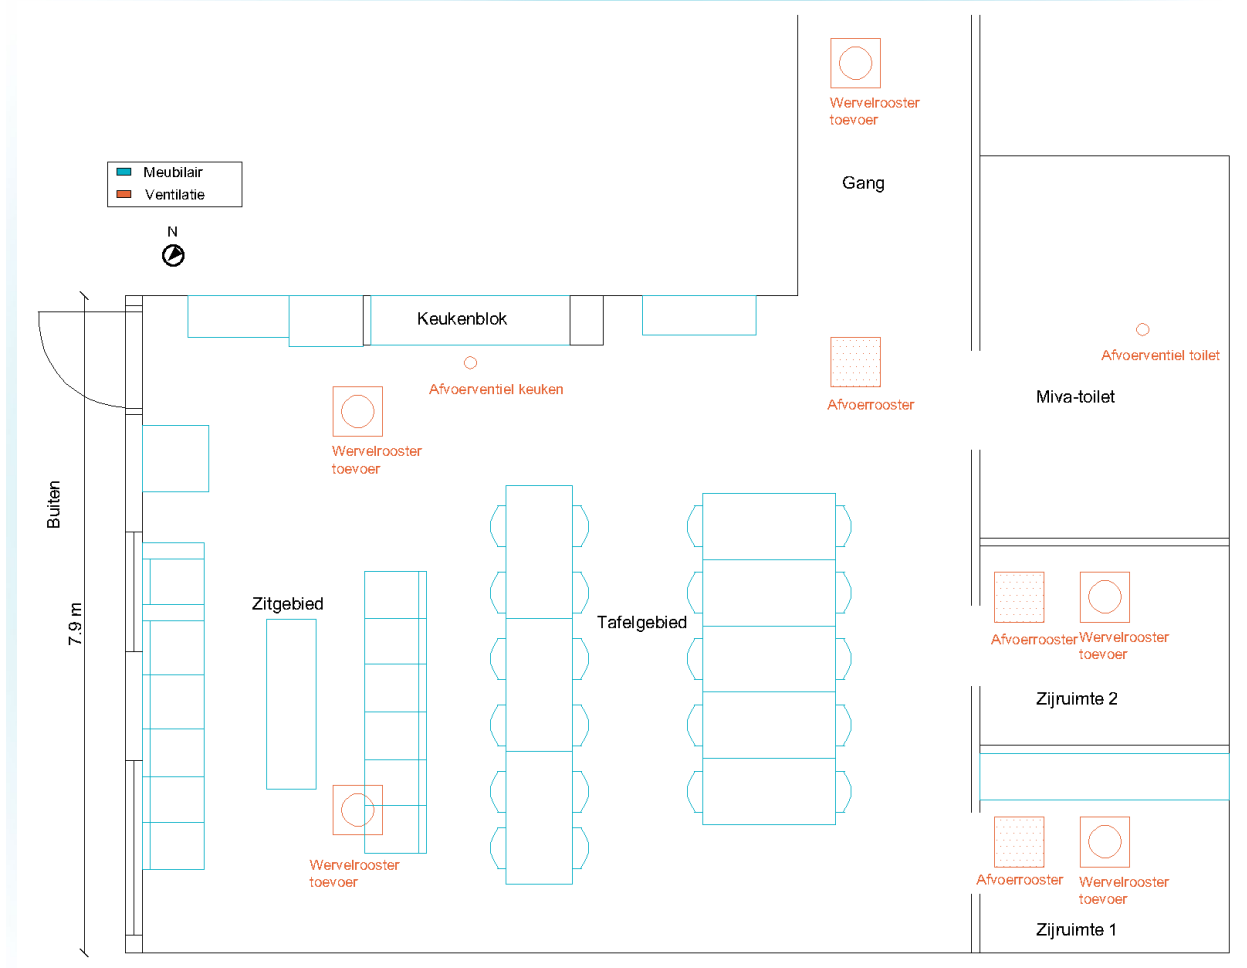 Wervelrooster
toevoer
Meubilair
Ventilatie
Gang
N
Keukenblok
Afvoerventiel keuken
Afvoerventiel toilet
Afvoerrooster
Miva-toilet
Wervelrooster
toevoer
Buiten
7.9 m
Zitgebied
Tafelgebied
Afvoerrooster
Wervelrooster
toevoer
Zijruimte 2
Wervelrooster
toevoer
Afvoerrooster
Wervelrooster
toevoer
Zijruimte 1